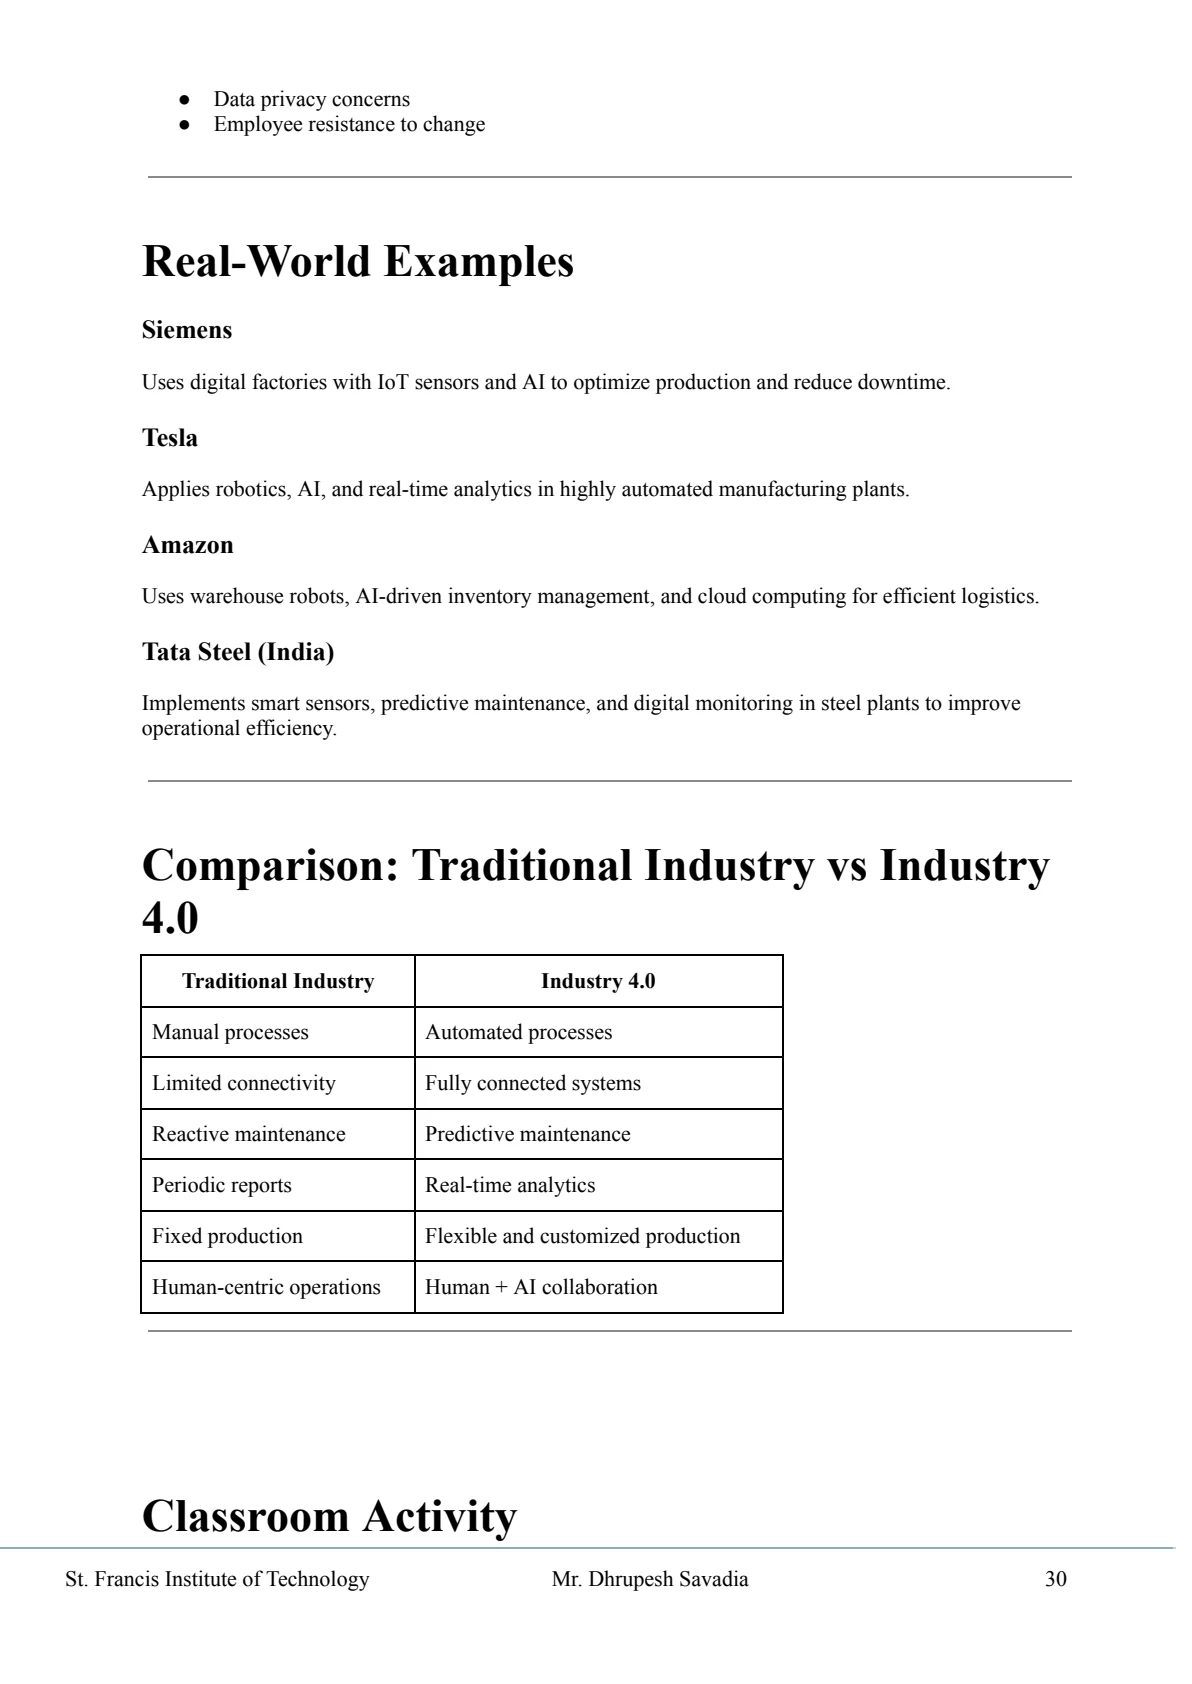 ● Data privacy concerns
● Employee resistance to change
Real-World Examples
Siemens
Uses digital factories with IoT sensors and AI to optimize production and reduce downtime.
Tesla
Applies robotics, AI, and real-time analytics in highly automated manufacturing plants.
Amazon
Uses warehouse robots, AI-driven inventory management, and cloud computing for efficient logistics.
Tata Steel (India)
Implements smart sensors, predictive maintenance, and digital monitoring in steel plants to improve
operational efficiency.
Comparison: Traditional Industry vs Industry
4.0
Traditional Industry Industry 4.0
Manual processes Automated processes
Limited connectivity Fully connected systems
Reactive maintenance Predictive maintenance
Periodic reports Real-time analytics
Fixed production Flexible and customized production
Human-centric operations Human + AI collaboration
Classroom Activity
St. Francis Institute of Technology Mr. Dhrupesh Savadia 30